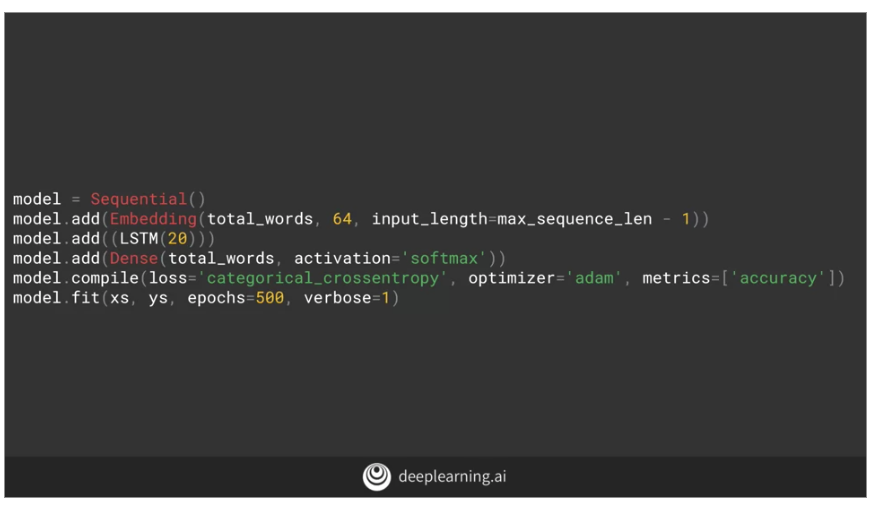 model = Sequential()
model.add(Embedding(total_words, 64, input_length=max_sequence_len - 1))
model.add((LSTM(20)))
model.add(Dense(total_words, activation='softmax'))
model.compile(loss='categorical_crossentropy', optimizer='adam', metrics=['accuracy'])
model.fit(xs, ys, epochs=500, verbose=1)
deeplearning.ai